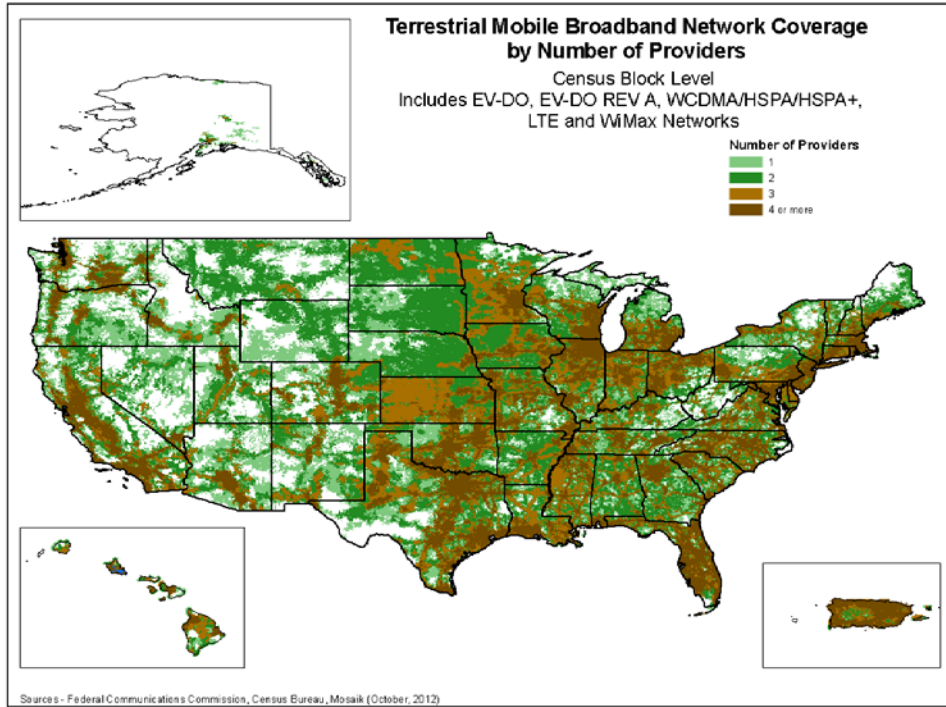 Terrestrial Mobile Broadband Network Coverage
by Number of Providers
Census Block Level
Includes EV-DO, EV-DO REV A, WCDMA/HSPA/HSPA+,
LTE and WiMax Networks
Number of Providers
1
2
3
4 or more
Sources - Federal Communications Commission, Census Bureau, Mosaik (October, 2012)